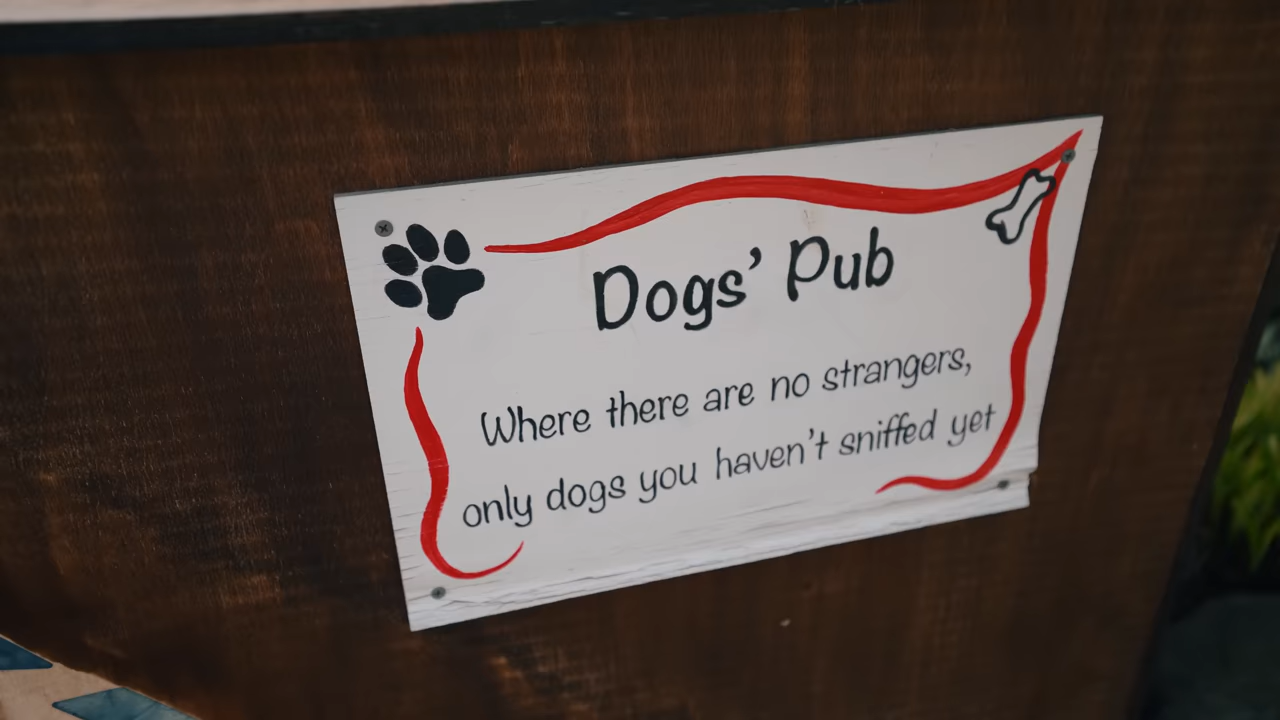 Dogs' Pub
Where there are no strangers,
only dogs you haven't sniffed yet